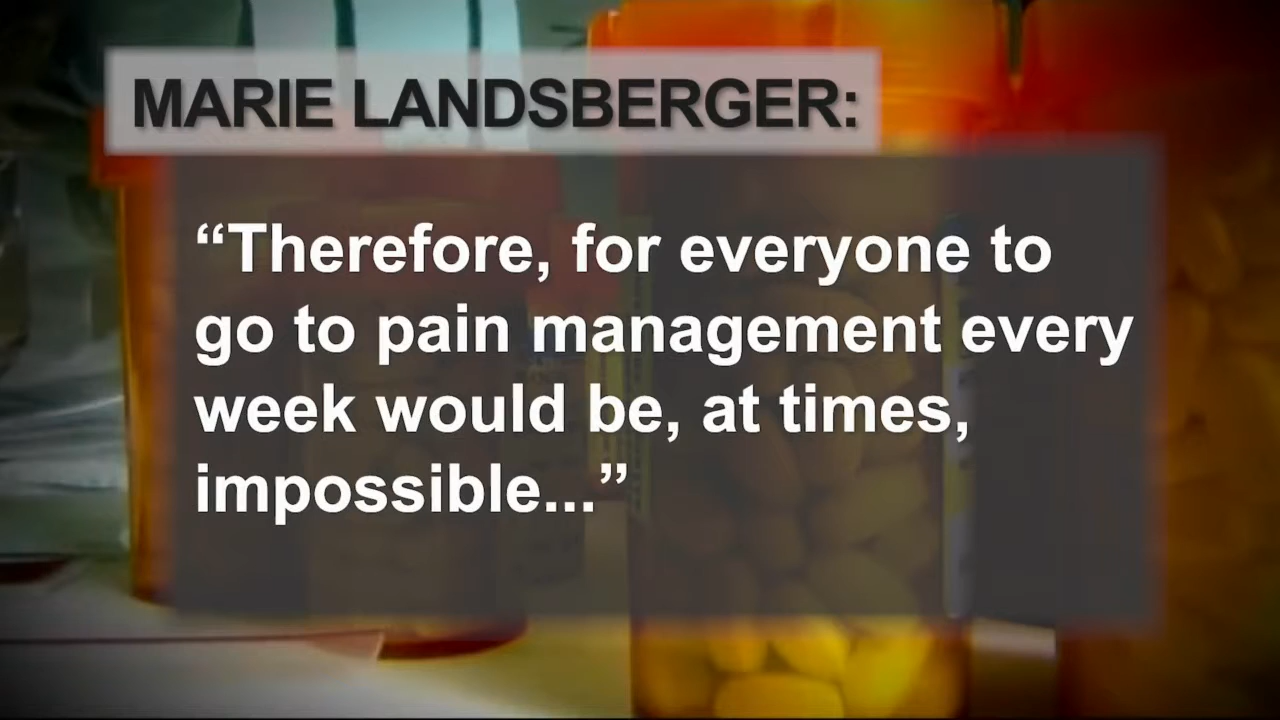 MARIE LANDSBERGER:
“Therefore, for everyone to
go to pain management every
week would be, at times,
impossible...”